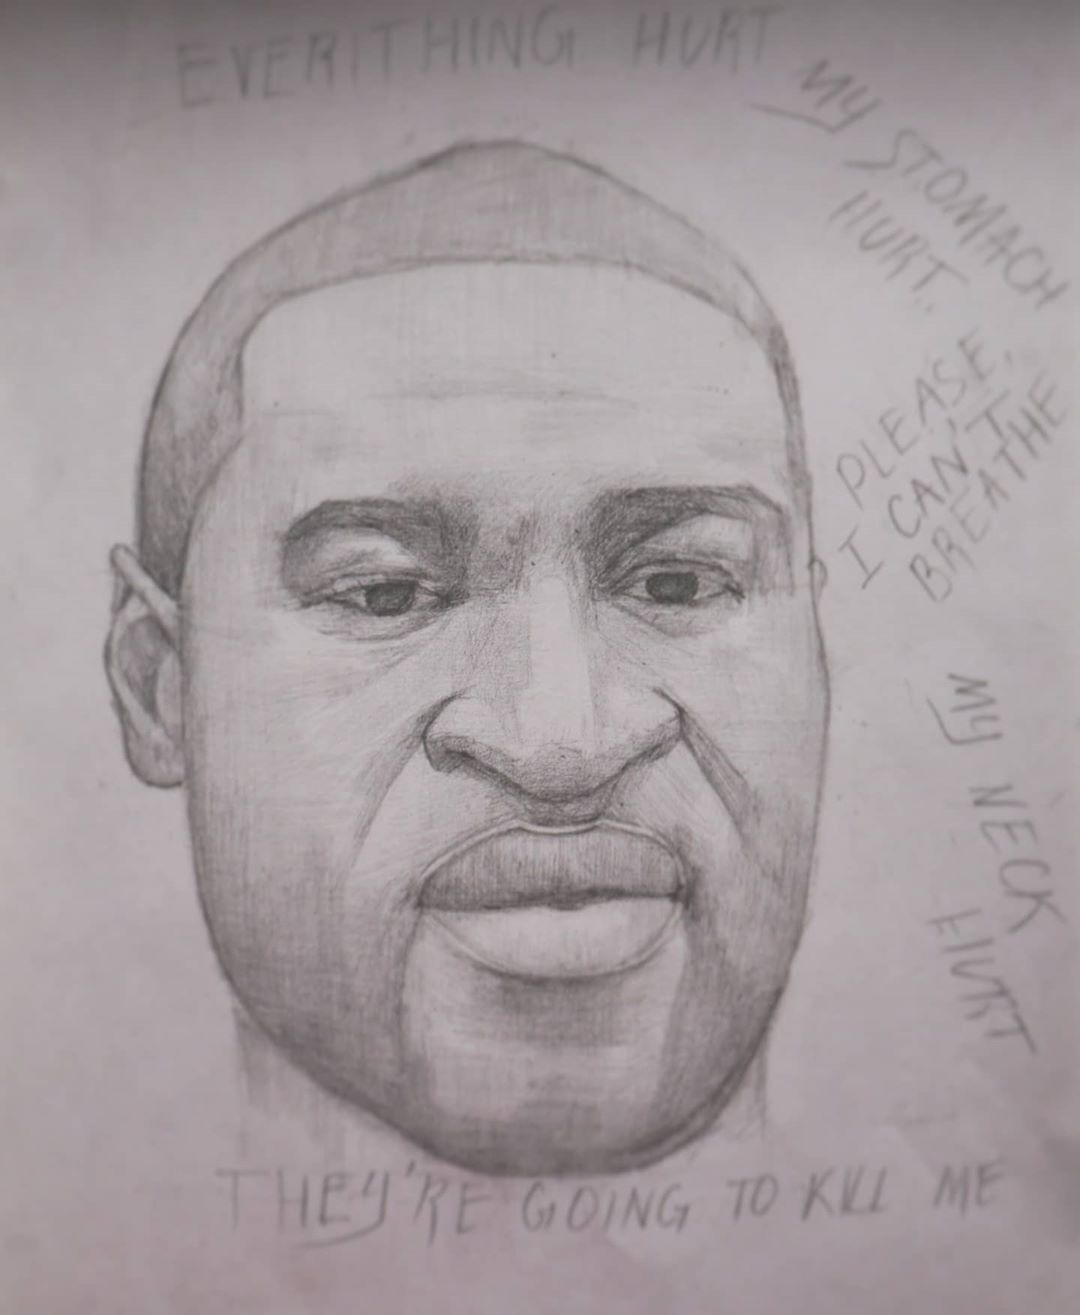 EVERITHING HURT
MY STOMACH
HURT.
PLEASE,
I CAN'T
BREATHE
MY NECK
HURT
THEY'RE GOING TO KILL ME